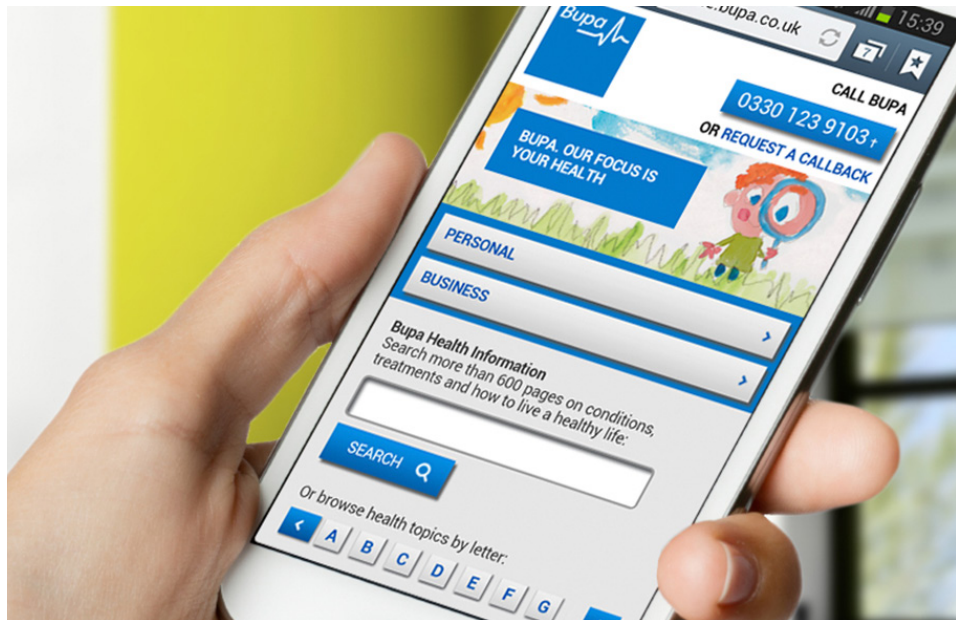 .bupa.co.uk
7
15:39
Bupa
CALL BUPA
0330 123 9103†
OR REQUEST A CALLBACK
BUPA. OUR FOCUS IS
YOUR HEALTH
PERSONAL
BUSINESS
Bupa Health Information
Search more than 600 pages on conditions,
treatments and how to live a healthy life:
SEARCH
Or browse health topics by letter:
A B C D E F G